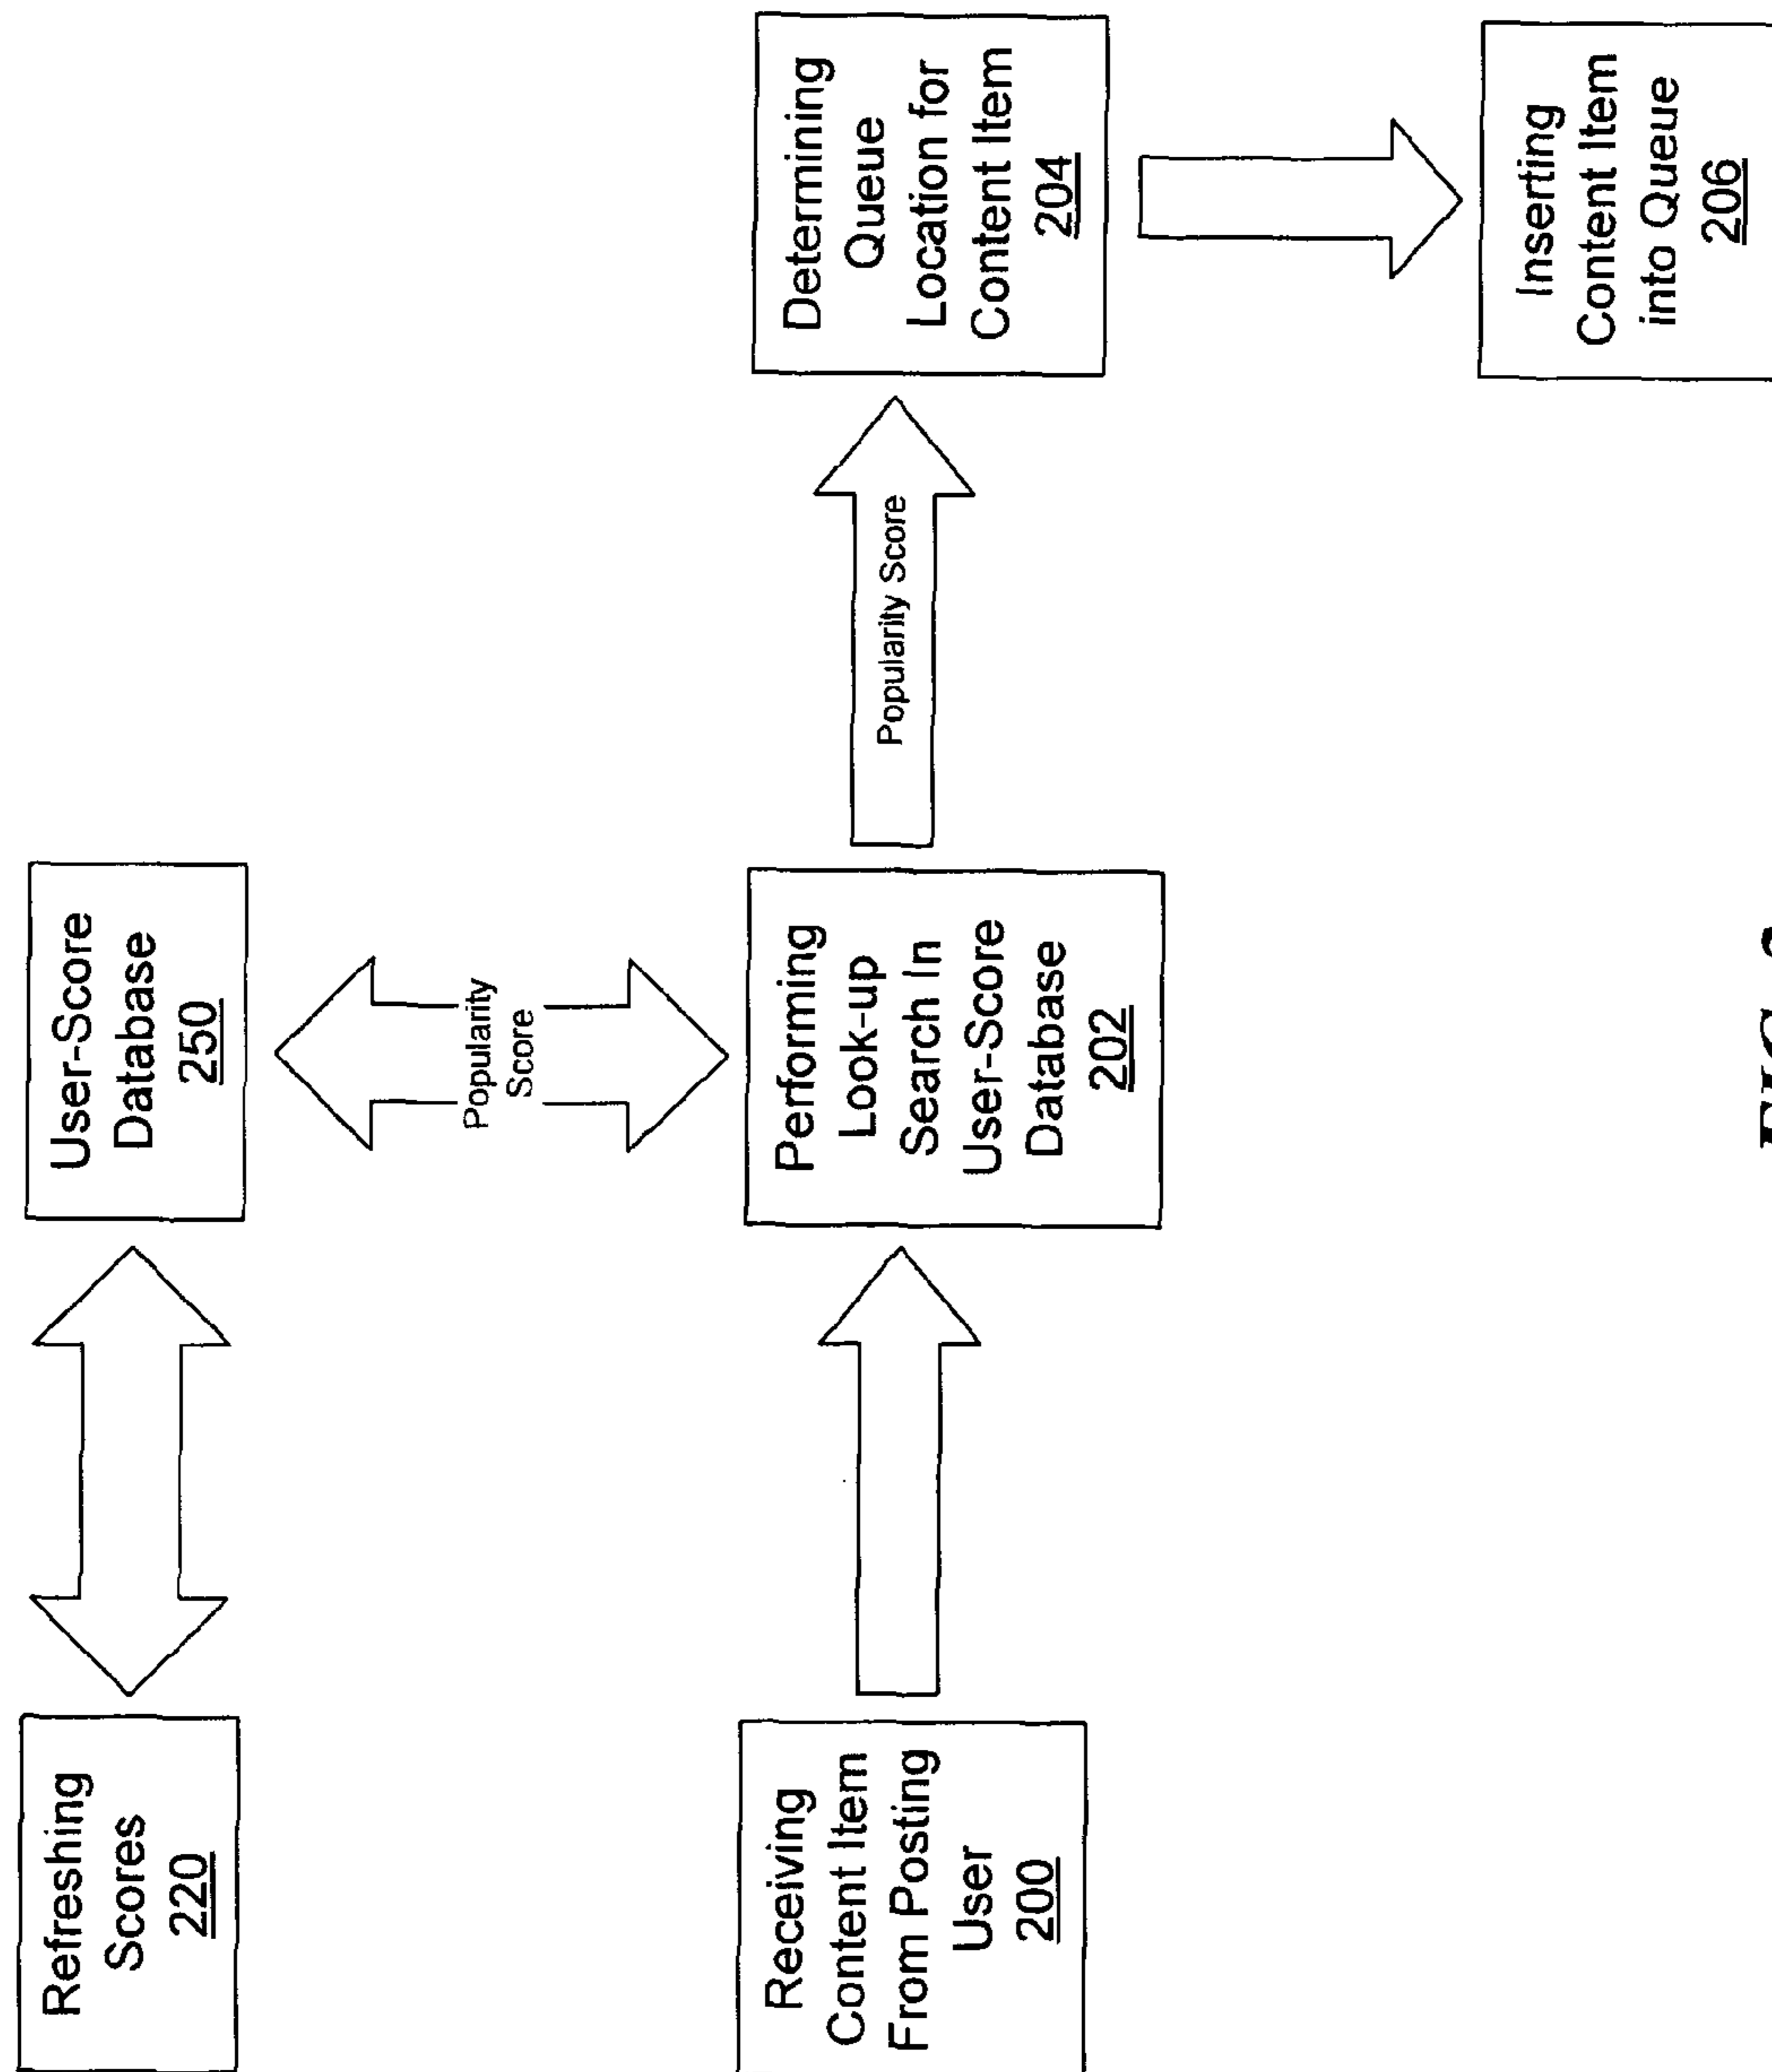 Refreshing
Scores
220
User-Score
Database
250
Popularity
Score
Receiving
Content Item
From Posting
User
200
Performing
Look-up
Search In
User-Score
Database
202
Popularity Score
Determining
Queue
Location for
Content Item
204
Inserting
Content Item
into Queue
206